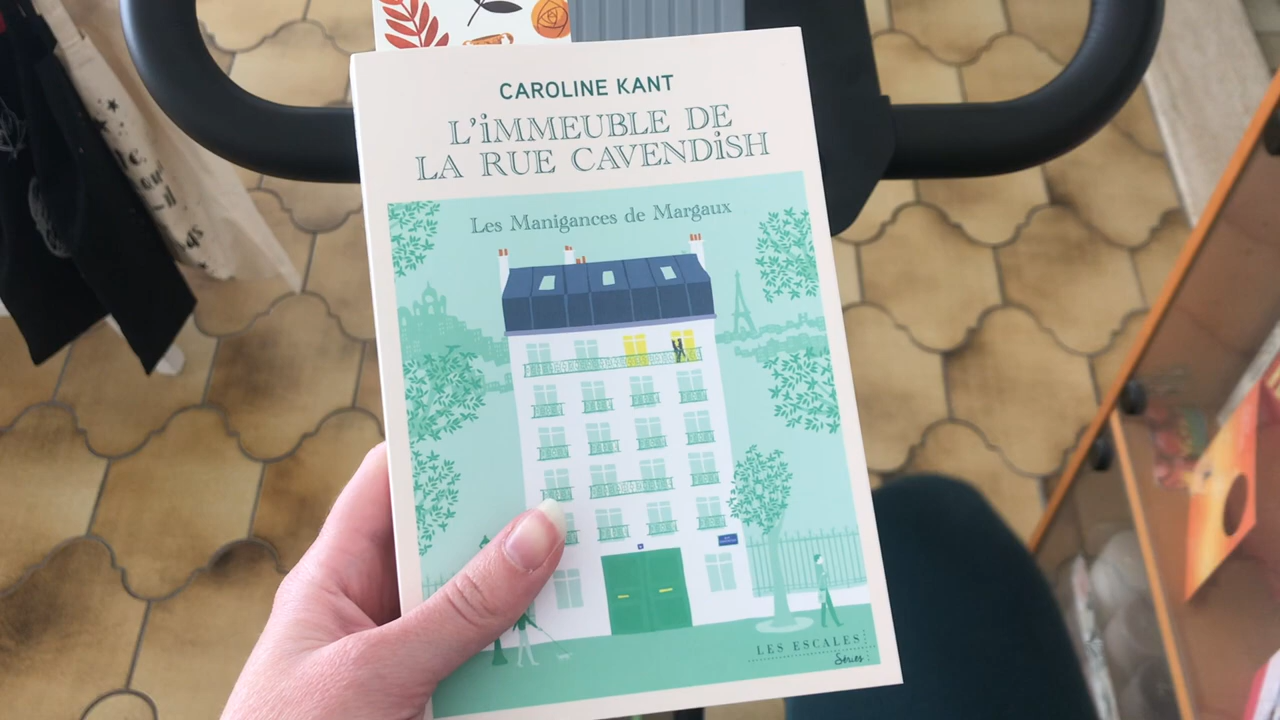 CAROLINE KANT
L'iMMEUBLE DE
LA RUE CAVENDiSH
Les Manigances de Margaux
LES ESCALES
Séries